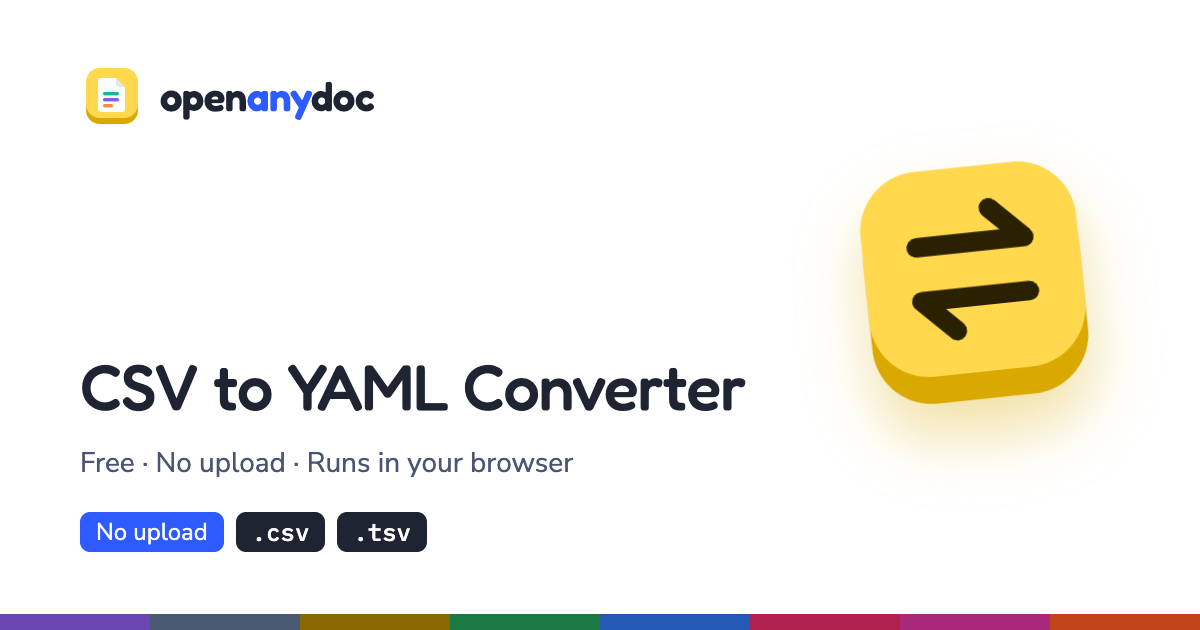 openanydoc
CSV to YAML Converter
Free · No upload · Runs in your browser
No upload .csv .tsv